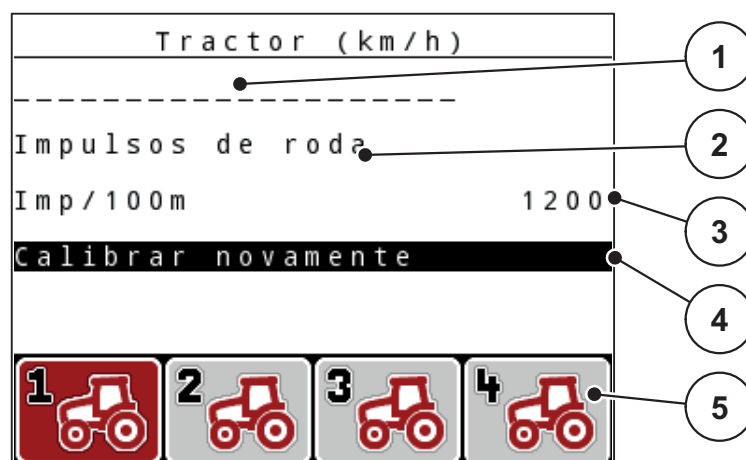 Tractor (km/h)
1
_ _ _ _ _ _ _ _ _ _ _ _ _ _ _ _ _ _ _ _ _
Impulsos de roda
2
Imp/100m 1200
3
Calibrar novamente
4
1 2 3 4
5